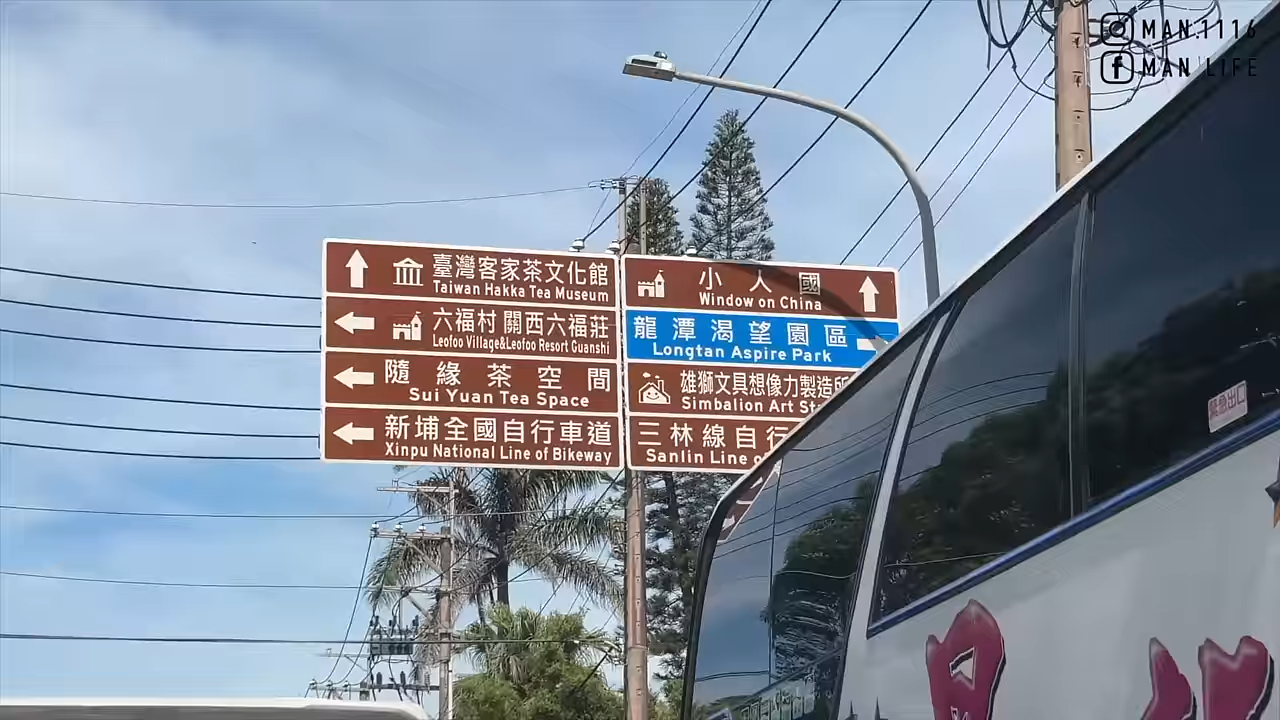 MAN.1116
MAN LIFE
臺灣客家茶文化館
Taiwan Hakka Tea Museum
六福村 關西六福莊
Leofoo Village&Leofoo Resort Guanshi
隨緣茶空間
Sui Yuan Tea Space
新埔全國自行車道
Xinpu National Line of Bikeway
小人國
Window on China
龍潭渴望園區
Longtan Aspire Park
雄獅文具想像力製造所
Simbalion Art
三林線自行
Sanlin Line
緊急出口